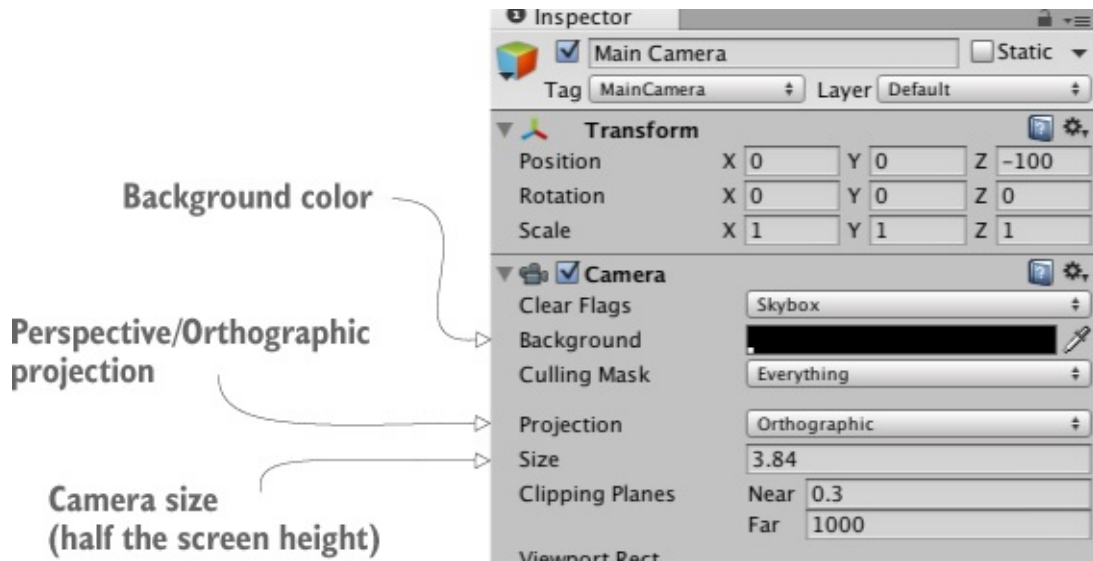 Inspector
Main Camera
Static
Tag MainCamera Layer Default
Transform
Position X 0 Y 0 Z -100
Rotation X 0 Y 0 Z 0
Scale X 1 Y 1 Z 1
Camera
Clear Flags Skybox
Background
Culling Mask Everything
Projection Orthographic
Size 3.84
Clipping Planes Near 0.3
Far 1000
Viewport Rect
Background color
Perspective/Orthographic
projection
Camera size
(half the screen height)